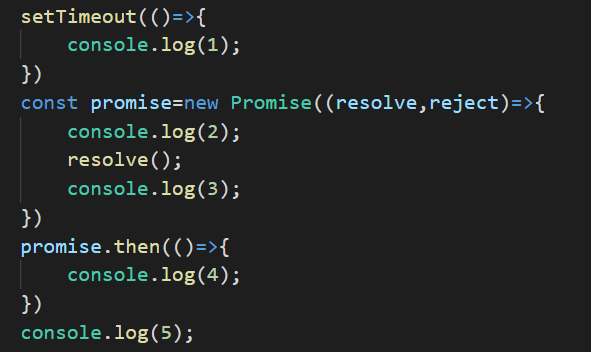 setTimeout(()=>{
    console.log(1);
})
const promise=new Promise((resolve,reject)=>{
    console.log(2);
    resolve();
    console.log(3);
})
promise.then(()=>{
    console.log(4);
})
console.log(5);